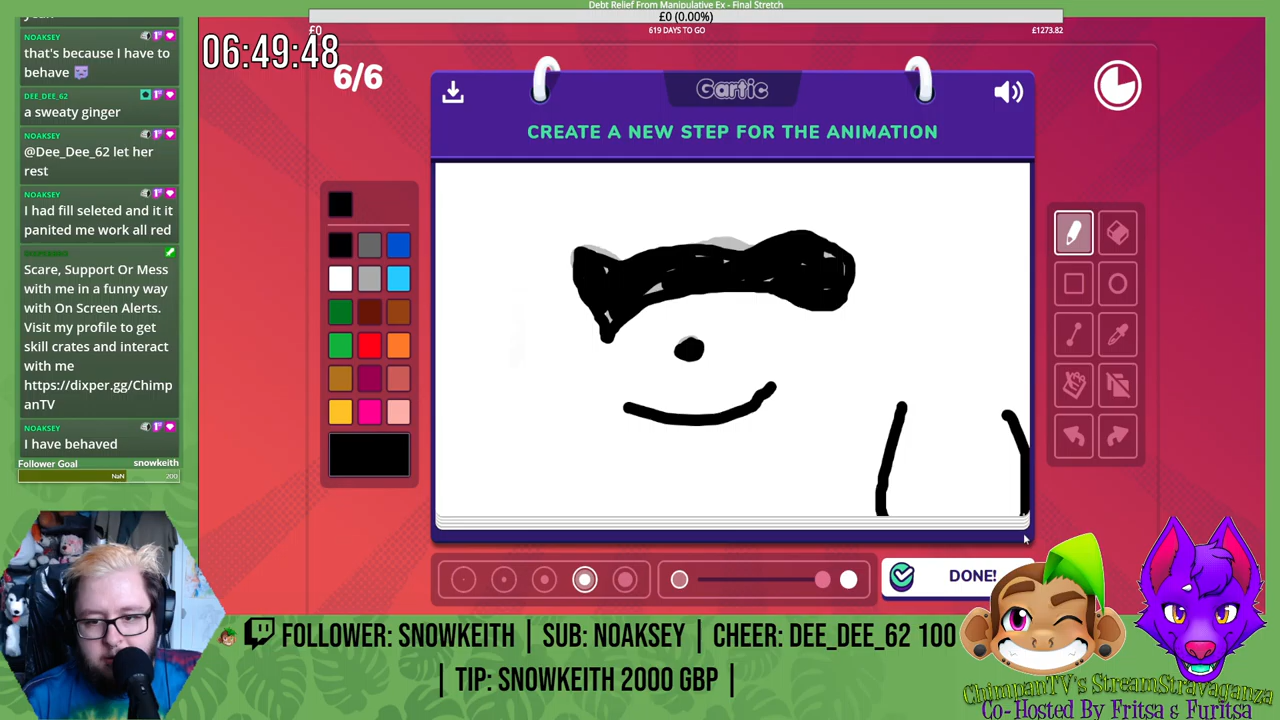 Debt Relief From Manipulative Ex - Final Stretch
£0 (0.00%)
£0
619 DAYS TO GO
£1273.82
06:49:48
NOAKSEY
that's because I have to
behave
DEE_DEE_62
a sweaty ginger
NOAKSEY
@Dee_Dee_62 let her
rest
NOAKSEY
I had fill seleted and it it
panited me work all red
Scare, Support Or Mess
with me in a funny way
with On Screen Alerts.
Visit my profile to get
skill crates and interact
with me
https://dixper.gg/Chimp
anTV
NOAKSEY
I have behaved
Follower Goal
snowkeith
NaN
200
6/6
Gartic
CREATE A NEW STEP FOR THE ANIMATION
DONE!
FOLLOWER: SNOWKEITH | SUB: NOAKSEY | CHEER: DEE_DEE_62 100
| TIP: SNOWKEITH 2000 GBP |
ChimpanTV's StreamStravaganza
Co-Hosted By Fritsa & Furitsa